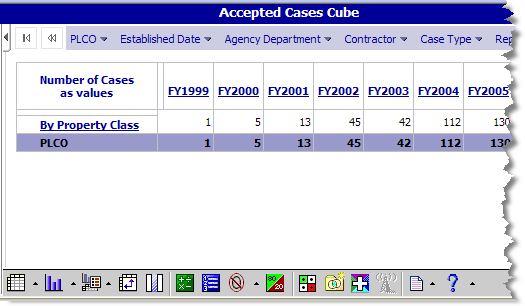 Accepted Cases Cube
PLCO Established Date Agency Department Contractor Case Type Rep
Number of Cases as values FY1999 FY2000 FY2001 FY2002 FY2003 FY2004 FY2005
By Property Class 1 5 13 45 42 112 130
PLCO 1 5 13 45 42 112 130
80 20 ?